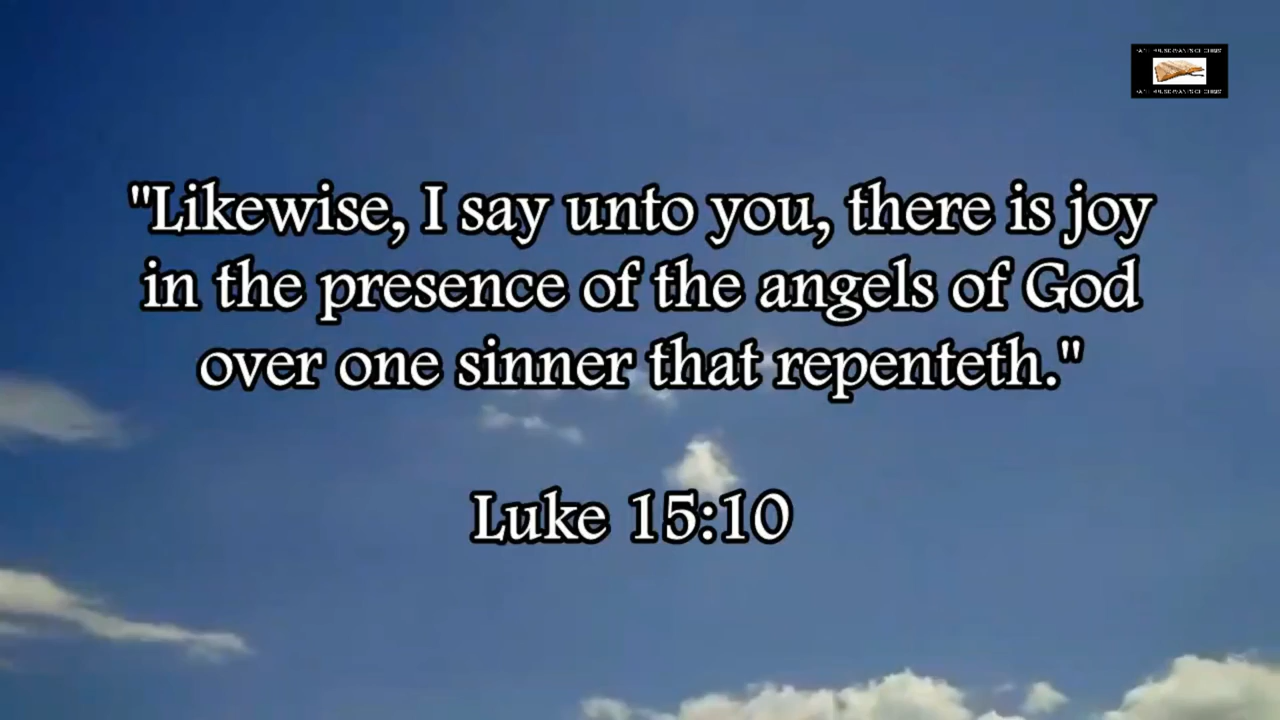 "Likewise, I say unto you, there is joy
in the presence of the angels of God
over one sinner that repenteth."
Luke 15:10